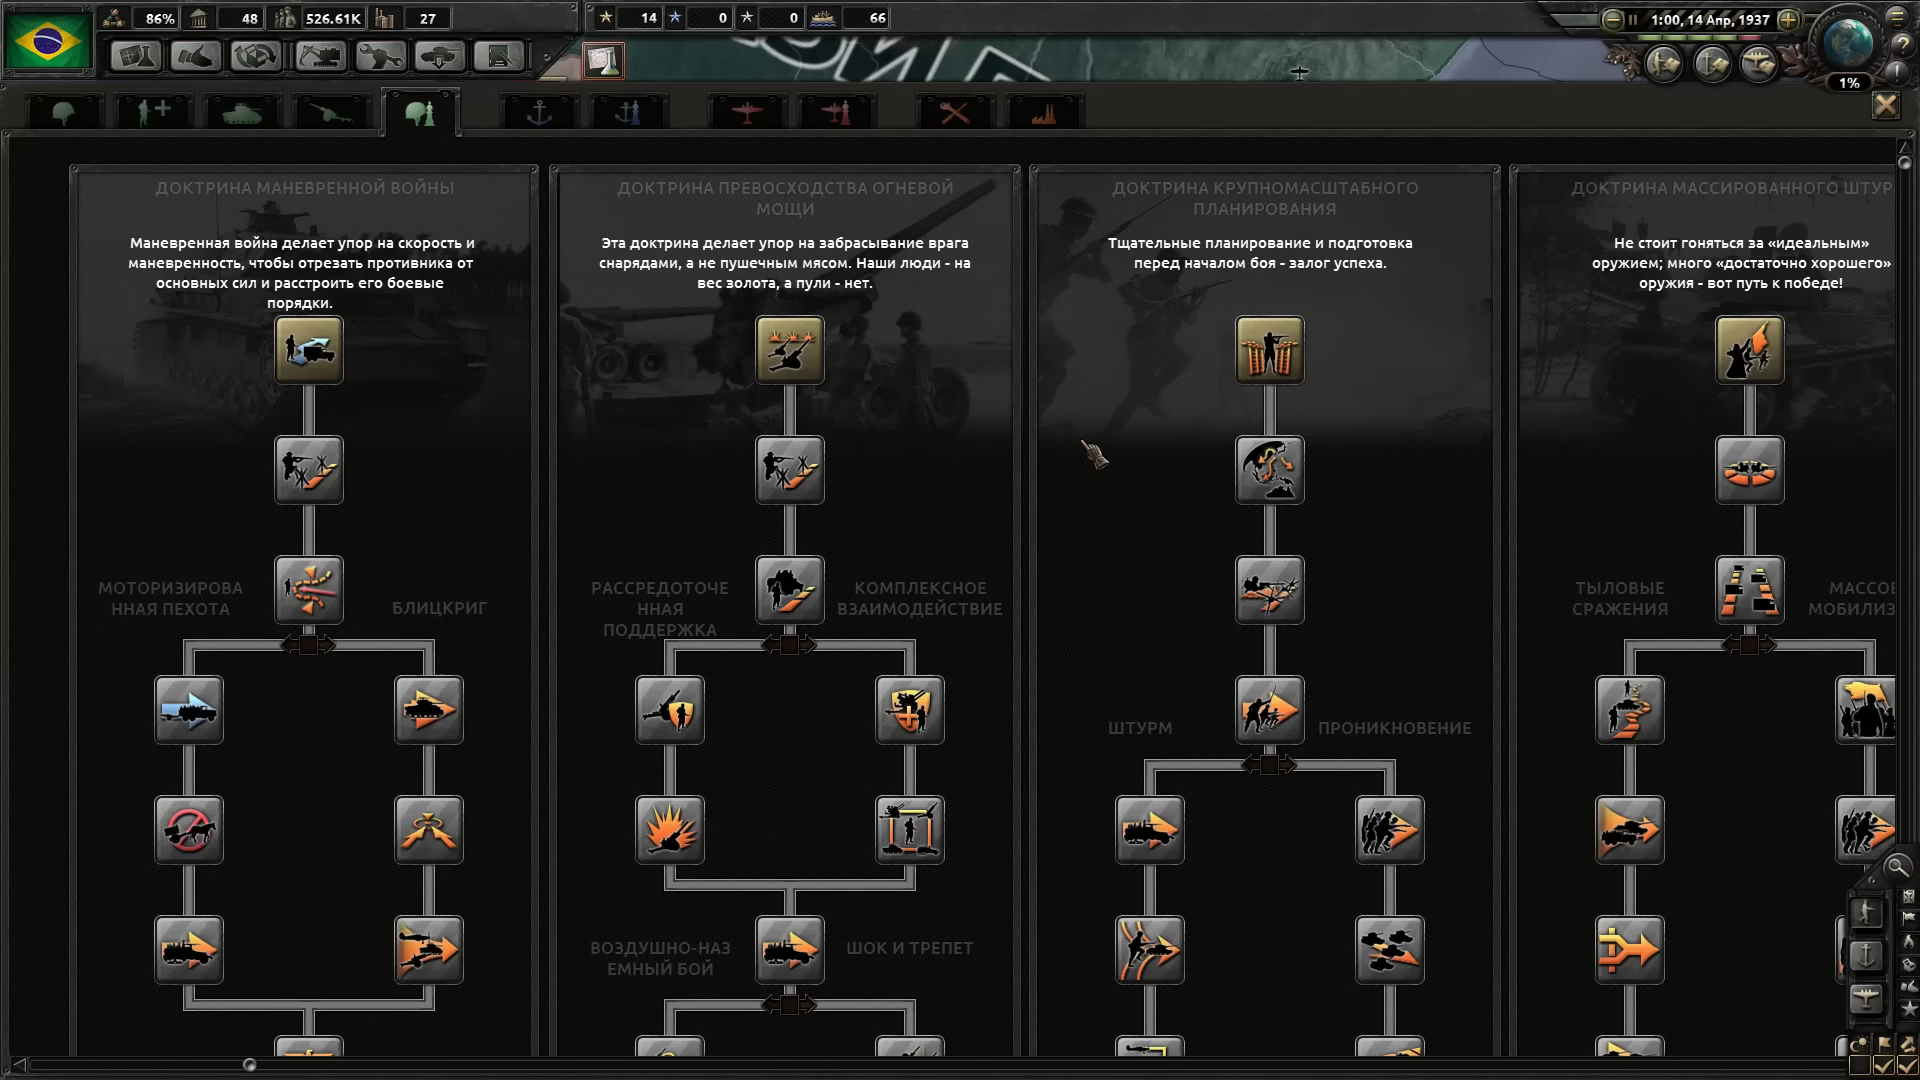 86%
48
526.61K
27
14
0
0
66
1:00, 14 Апр, 1937
1%
ДОКТРИНА МАНЕВРЕННОЙ ВОЙНЫ
Маневренная война делает упор на скорость и
маневренность, чтобы отрезать противника от
основных сил и расстроить его боевые
порядки.
МОТОРИЗИРОВА
ННАЯ ПЕХОТА
БЛИЦКРИГ
ДОКТРИНА ПРЕВОСХОДСТВА ОГНЕВОЙ
МОЩИ
Эта доктрина делает упор на забрасывание врага
снарядами, а не пушечным мясом. Наши люди - на
вес золота, а пули - нет.
РАССРЕДОТОЧЕ
ННАЯ
ПОДДЕРЖКА
КОМПЛЕКСНОЕ
ВЗАИМОДЕЙСТВИЕ
ВОЗДУШНО-НАЗ
ЕМНЫЙ БОЙ
ШОК И ТРЕПЕТ
ДОКТРИНА КРУПНОМАСШТАБНОГО
ПЛАНИРОВАНИЯ
Тщательные планирование и подготовка
перед началом боя - залог успеха.
ШТУРМ
ПРОНИКНОВЕНИЕ
ДОКТРИНА МАССИРОВАННОГО ШТУР
Не стоит гоняться за «идеальным»
оружием; много «достаточно хорошего»
оружия - вот путь к победе!
ТЫЛОВЫЕ
СРАЖЕНИЯ
МАССОВ
МОБИЛИЗ